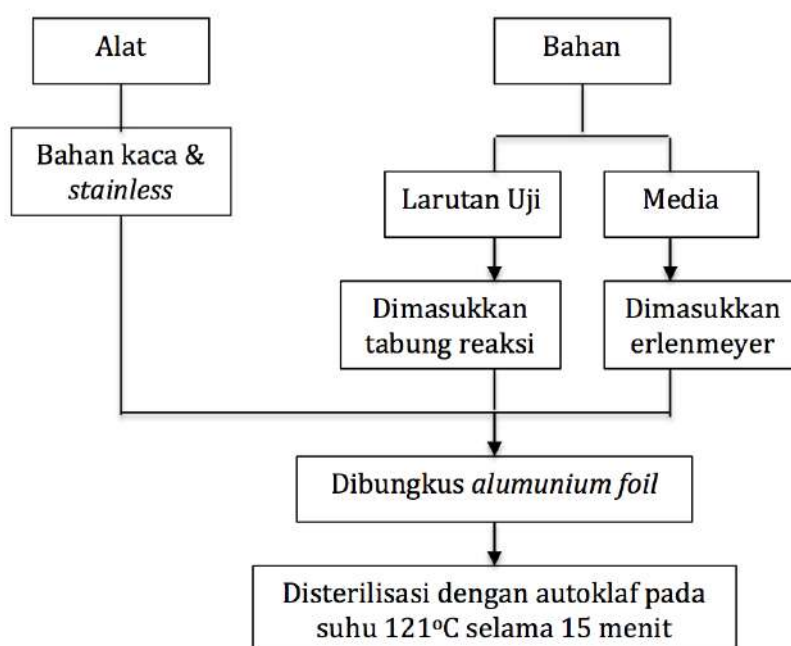 Alat
Bahan
Bahan kaca &
stainless
Larutan Uji
Media
Dimasukkan
tabung reaksi
Dimasukkan
erlenmeyer
Dibungkus alumunium foil
Disterilisasi dengan autoklaf pada
suhu 121°C selama 15 menit